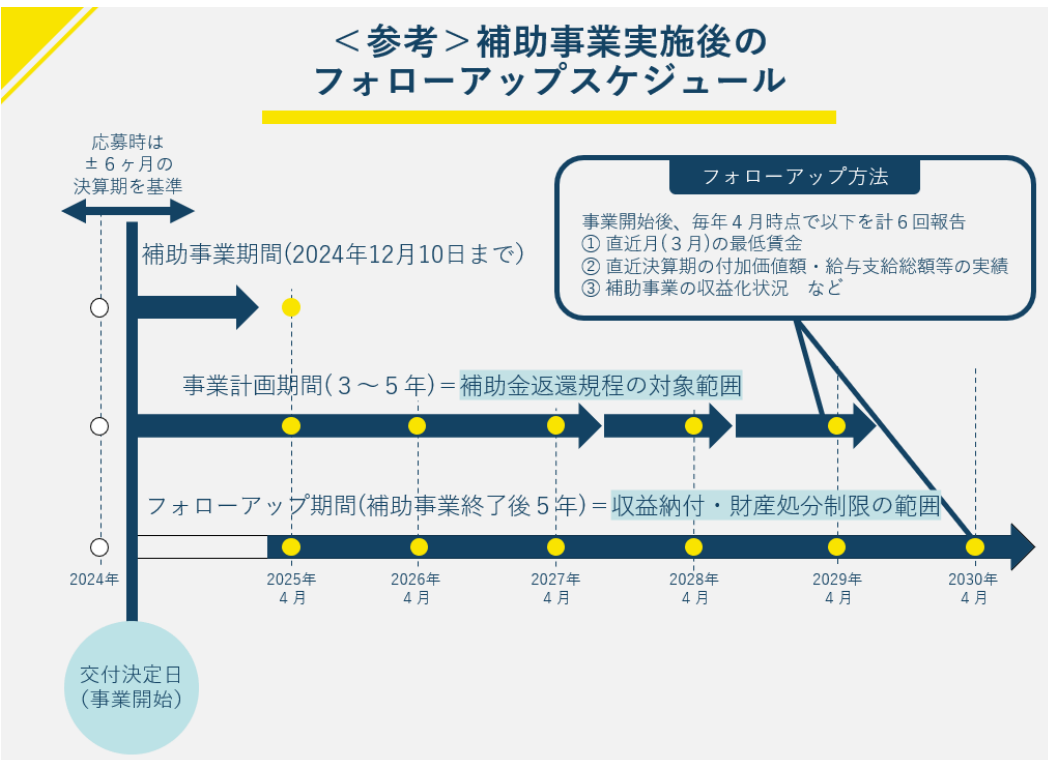 ＜参考＞補助事業実施後の
フォローアップスケジュール
応募時は
±６ヶ月の
決算期を基準
フォローアップ方法
事業開始後、毎年４月時点で以下を計６回報告
① 直近月(３月)の最低賃金
② 直近決算期の付加価値額・給与支給総額等の実績
③ 補助事業の収益化状況　など
補助事業期間(2024年12月10日まで)
事業計画期間(３～５年)＝補助金返還規程の対象範囲
フォローアップ期間(補助事業終了後５年)＝収益納付・財産処分制限の範囲
2024年
2025年
４月
2026年
４月
2027年
４月
2028年
４月
2029年
４月
2030年
４月
交付決定日
(事業開始)